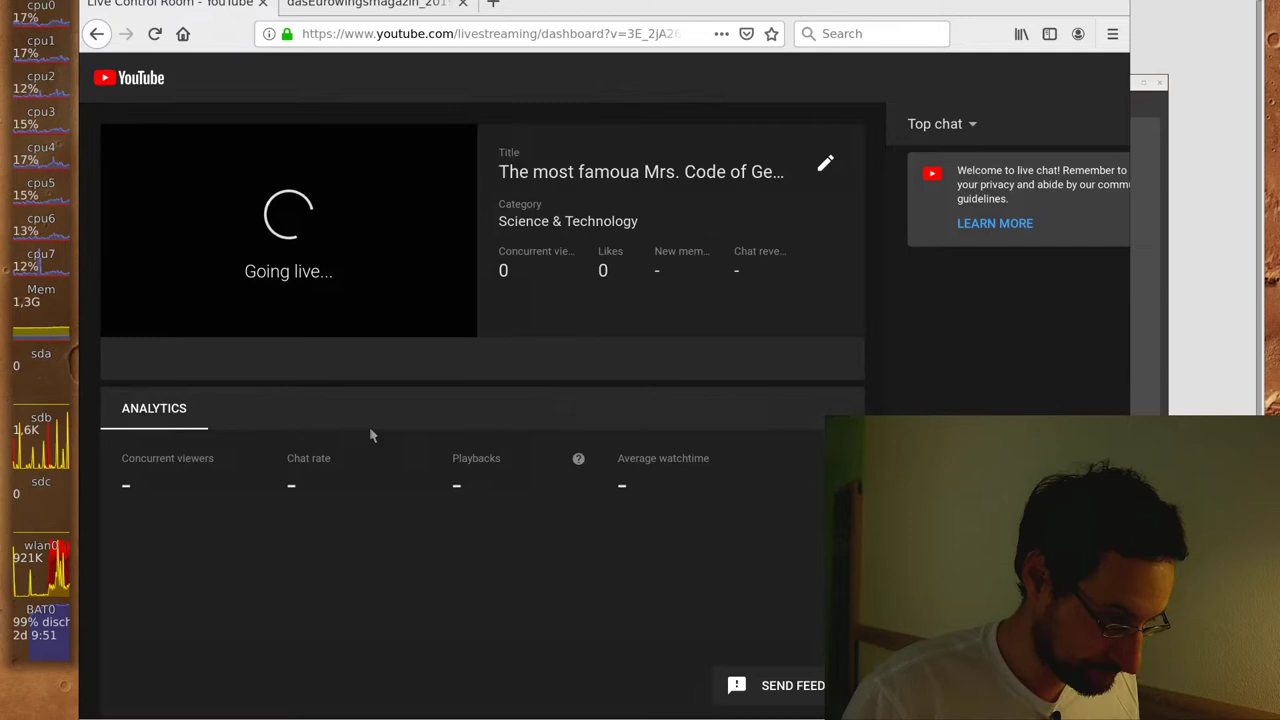 Live Control Room - YouTube
dasEurowingsmagazin_201
https://www.youtube.com/livestreaming/dashboard?v=3E_2jA26
Search
YouTube
Top chat
Title
The most famoua Mrs. Code of Ge…
Category
Science & Technology
Concurrent vie…
Likes
New mem…
Chat reve…
0
0
-
-
Going live...
Welcome to live chat! Remember to
your privacy and abide by our commu
guidelines.
LEARN MORE
ANALYTICS
Concurrent viewers
Chat rate
Playbacks
Average watchtime
–
–
–
–
SEND FEED
cpu0
17%
cpu1
17%
cpu2
12%
cpu3
15%
cpu4
17%
cpu5
15%
cpu6
13%
cpu7
12%
Mem
1,3G
sda
0
sdb
1,6K
sdc
0
wlan0
921K
BAT0
99% disch
2d 9:51